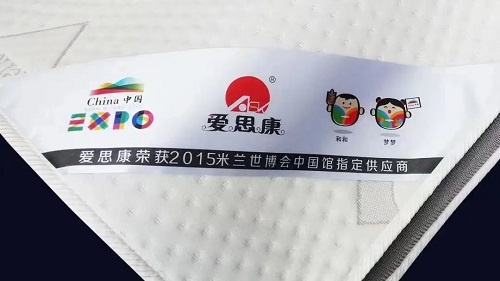 China 中国
EXPO
®
爱思康
和和
梦梦
爱思康荣获2015米兰世博会中国馆指定供应商